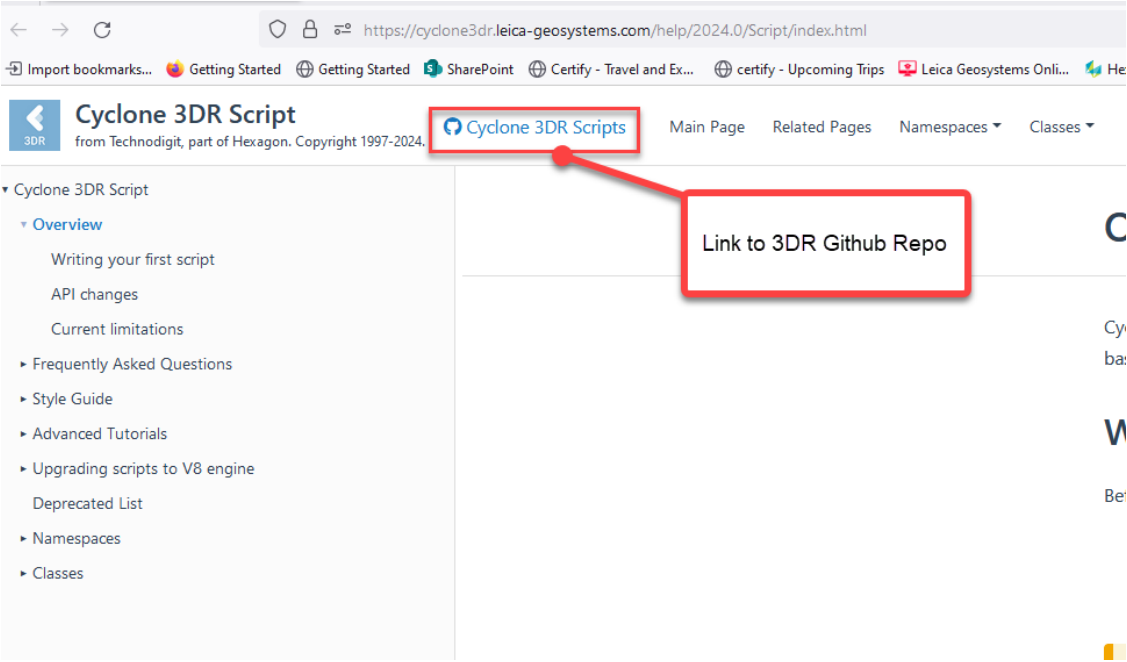 https://cyclone3dr.leica-geosystems.com/help/2024.0/Script/index.html
Import bookmarks... Getting Started Getting Started SharePoint Certify - Travel and Ex... certify - Upcoming Trips Leica Geosystems Onli... He
3DR
Cyclone 3DR Script
from Technodigit, part of Hexagon. Copyright 1997-2024.
Cyclone 3DR Scripts Main Page Related Pages Namespaces Classes
Link to 3DR Github Repo
Cyclone 3DR Script
Overview
Writing your first script
API changes
Current limitations
Frequently Asked Questions
Style Guide
Advanced Tutorials
Upgrading scripts to V8 engine
Deprecated List
Namespaces
Classes